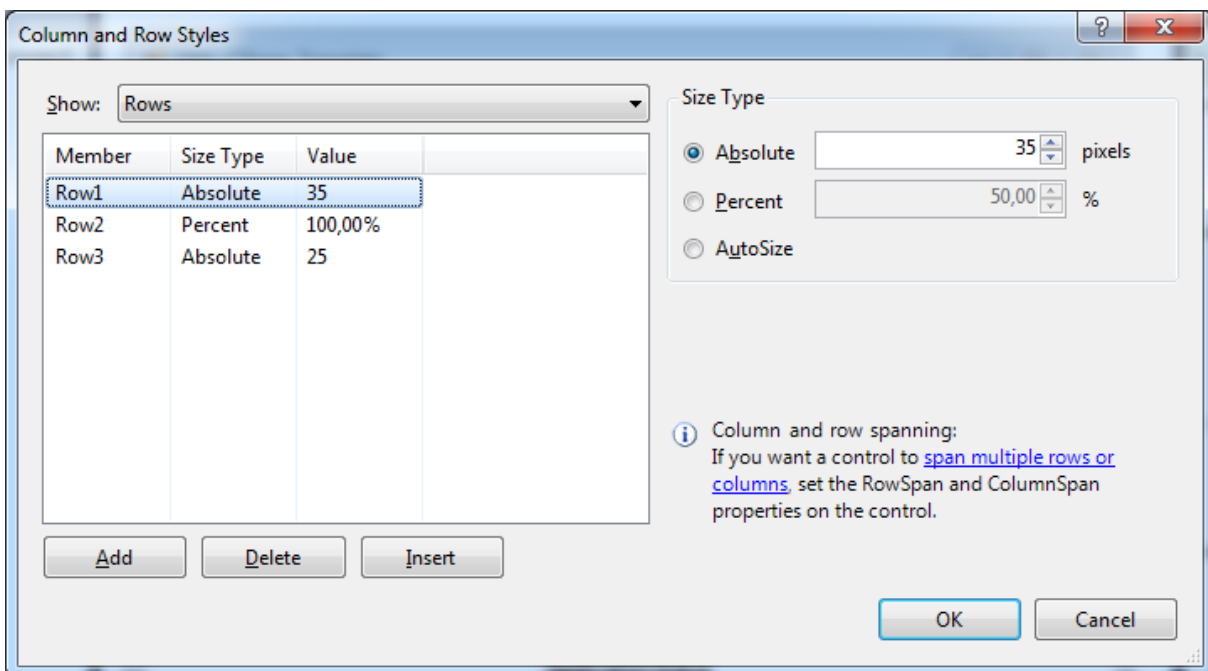 Column and Row Styles
Show: Rows
Member Size Type Value
Row1 Absolute 35
Row2 Percent 100,00%
Row3 Absolute 25
Add Delete Insert
Size Type
Absolute 35 pixels
Percent 50,00 %
AutoSize
Column and row spanning:
If you want a control to span multiple rows or
columns, set the RowSpan and ColumnSpan
properties on the control.
OK Cancel